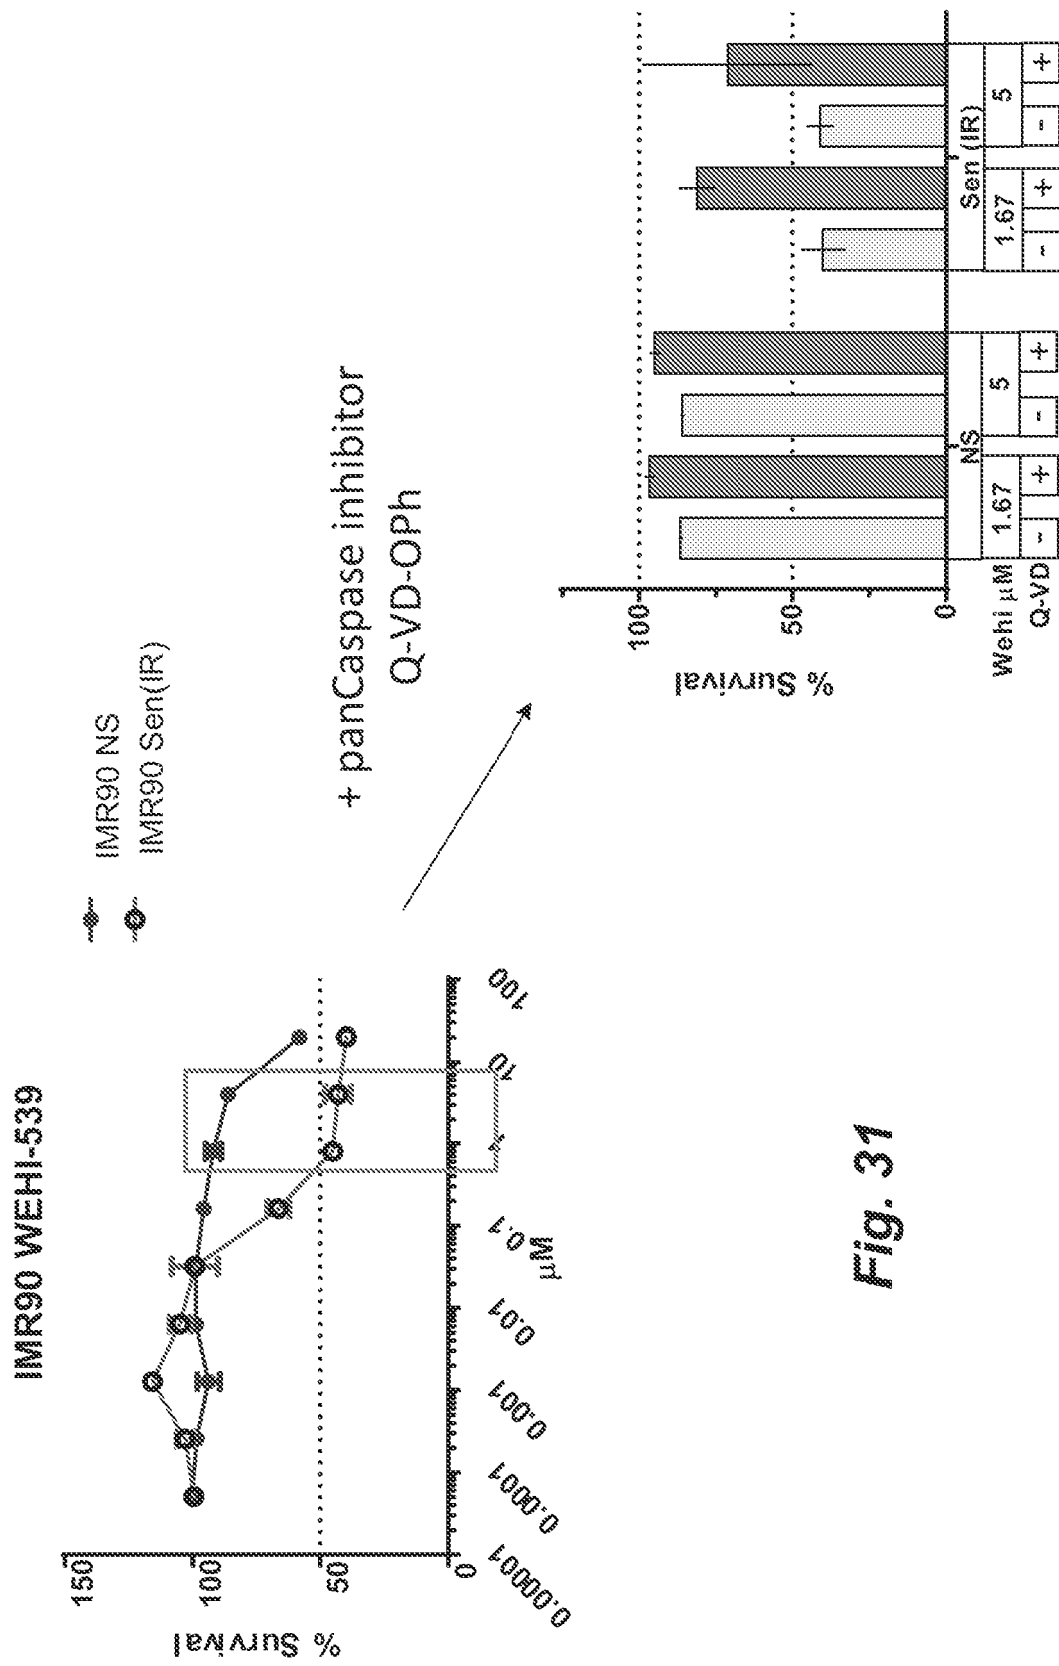 IMR90 WEHI-539
IMR90 NS
IMR90 Sen(IR)
% Survival
150
100
50
0
0.00001
0.0001
0.001
0.01
0.1
1
10
100
µM
+ panCaspase inhibitor
Q-VD-OPh
% Survival
100
50
0
NS
Sen (IR)
Wehi µM
1.67
5
1.67
5
Q-VD
-
+
-
+
-
+
-
+
Fig. 31